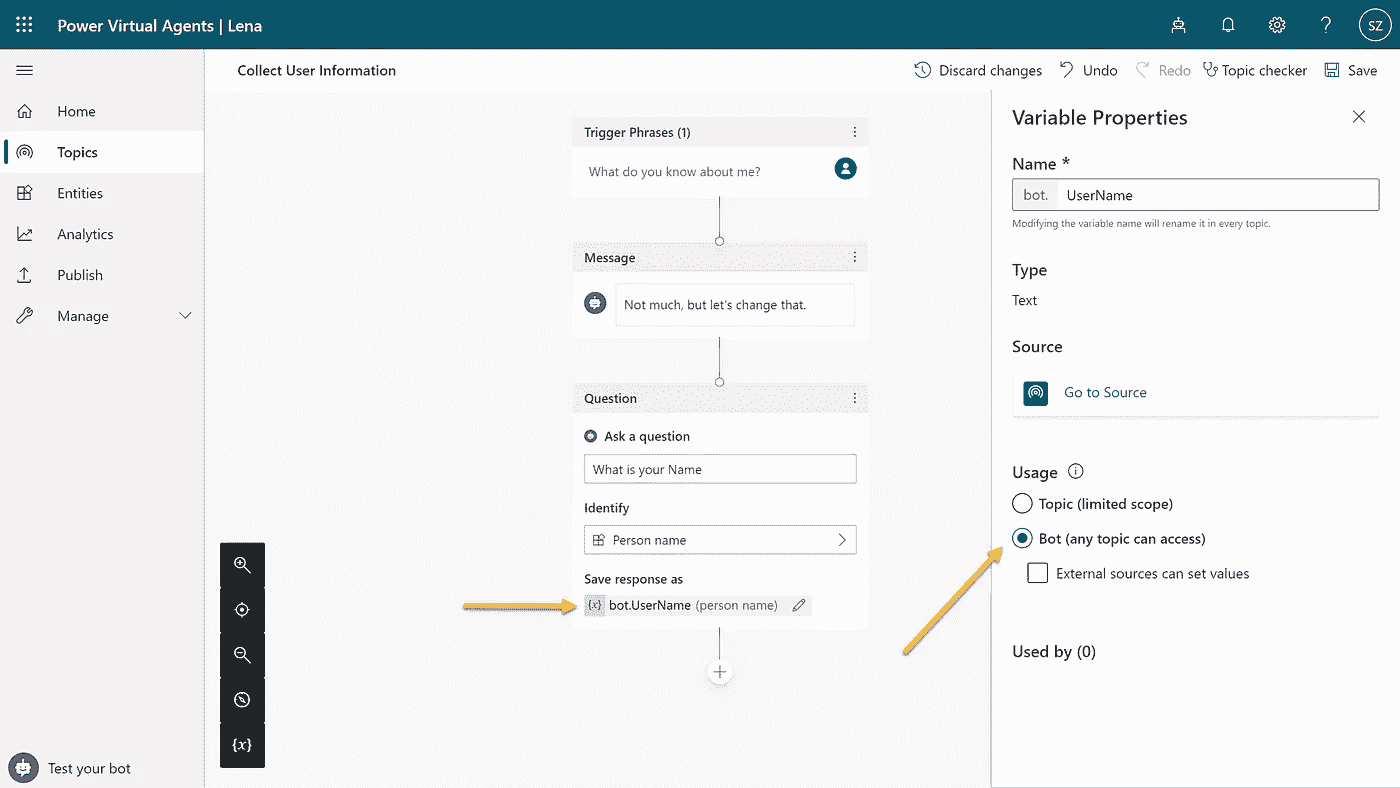 Power Virtual Agents | Lena
SZ
Collect User Information
Discard changes
Undo
Redo
Topic checker
Save
Home
Topics
Entities
Analytics
Publish
Manage
Test your bot
Trigger Phrases (1)
What do you know about me?
Message
Not much, but let's change that.
Question
Ask a question
What is your Name
Identify
Person name
Save response as
{x} bot.UserName (person name)
{x}
Variable Properties
Name *
bot. UserName
Modifying the variable name will rename it in every topic.
Type
Text
Source
Go to Source
Usage
Topic (limited scope)
Bot (any topic can access)
External sources can set values
Used by (0)